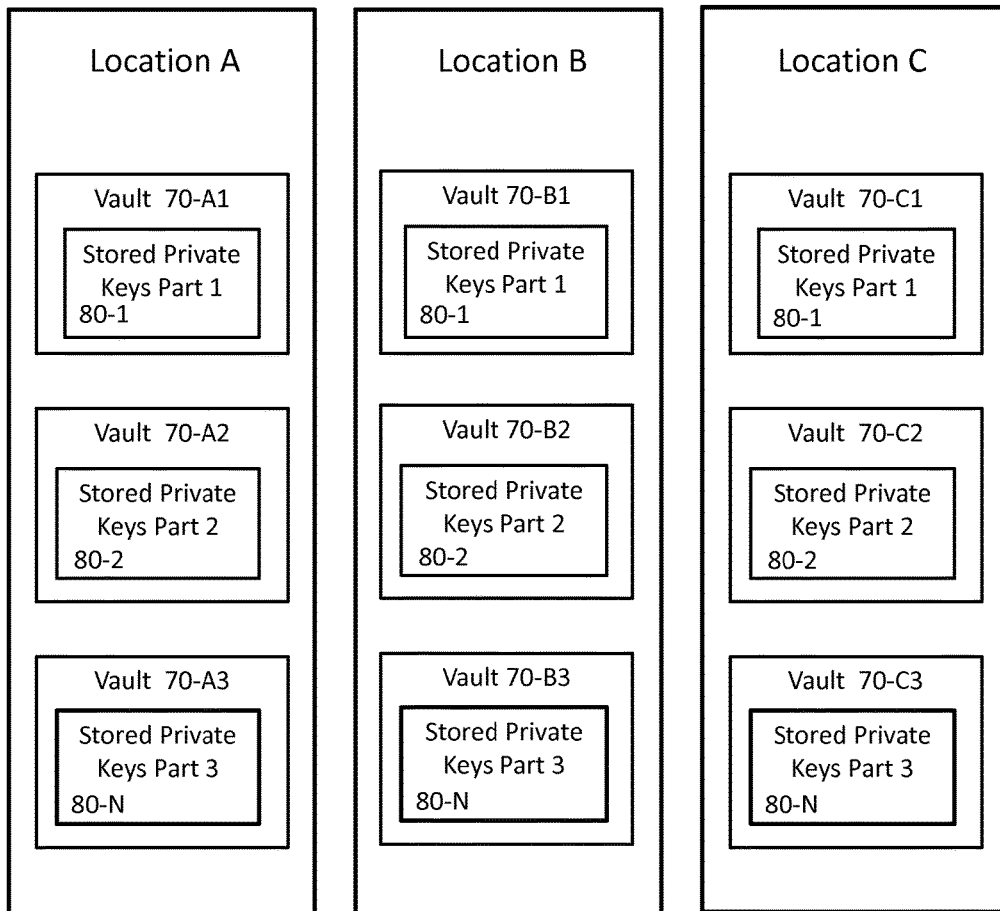 Location A
Vault 70-A1
Stored Private
Keys Part 1
80-1
Vault 70-A2
Stored Private
Keys Part 2
80-2
Vault 70-A3
Stored Private
Keys Part 3
80-N
Location B
Vault 70-B1
Stored Private
Keys Part 1
80-1
Vault 70-B2
Stored Private
Keys Part 2
80-2
Vault 70-B3
Stored Private
Keys Part 3
80-N
Location C
Vault 70-C1
Stored Private
Keys Part 1
80-1
Vault 70-C2
Stored Private
Keys Part 2
80-2
Vault 70-C3
Stored Private
Keys Part 3
80-N